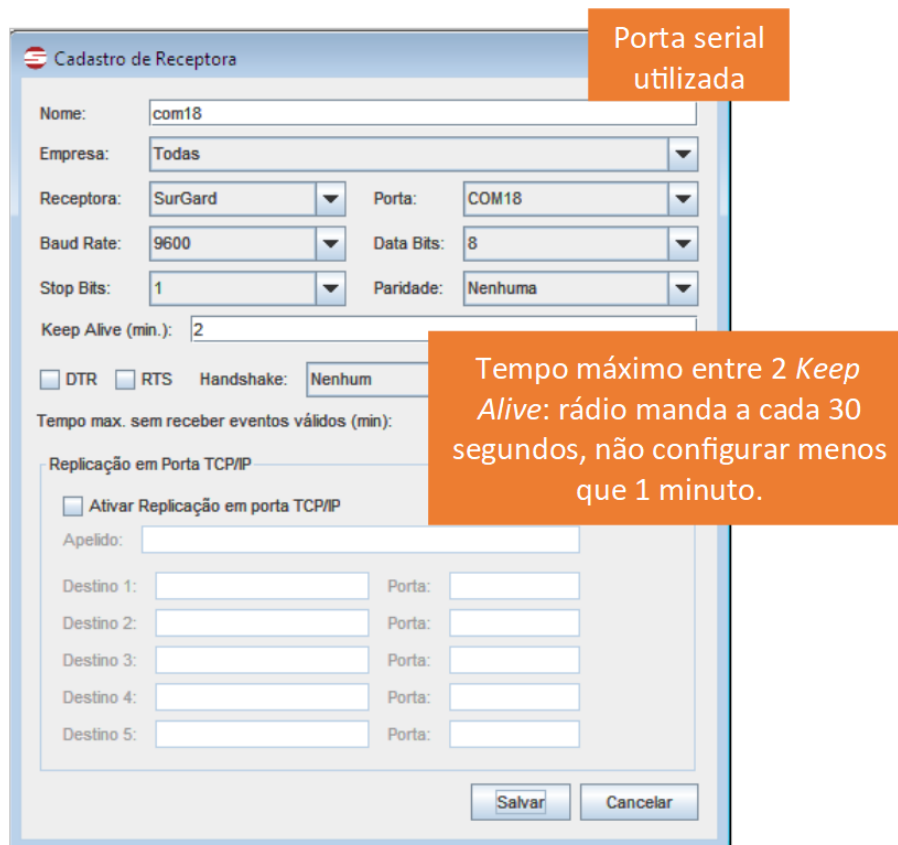 Porta serial
utilizada
Cadastro de Receptora
Nome: com18
Empresa: Todas
Receptora: SurGard Porta: COM18
Baud Rate: 9600 Data Bits: 8
Stop Bits: 1 Paridade: Nenhuma
Keep Alive (min.): 2
DTR RTS Handshake: Nenhum
Tempo max. sem receber eventos válidos (min):
Tempo máximo entre 2 Keep
Alive: rádio manda a cada 30
segundos, não configurar menos
que 1 minuto.
Replicação em Porta TCP/IP
Ativar Replicação em porta TCP/IP
Apelido:
Destino 1: Porta:
Destino 2: Porta:
Destino 3: Porta:
Destino 4: Porta:
Destino 5: Porta:
Salvar Cancelar